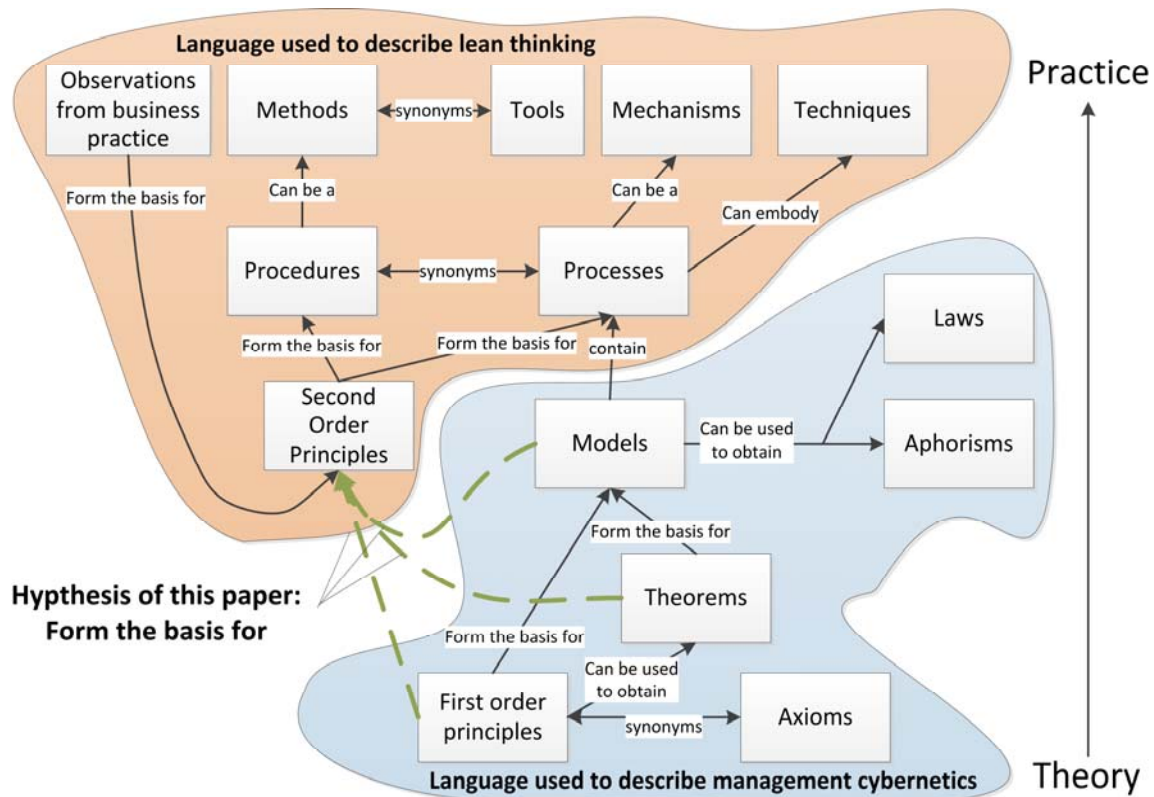 Language used to describe lean thinking
Observations
from business
practice
Methods
synonyms
Tools
Mechanisms
Techniques
Practice
Form the basis for
Can be a
Can be a
Can embody
Procedures
synonyms
Processes
Laws
Form the basis for
Form the basis for
contain
Second
Order
Principles
Models
Can be used
to obtain
Aphorisms
Form the basis for
Hypthesis of this paper:
Form the basis for
Theorems
Form the basis for
Can be used
to obtain
First order
principles
synonyms
Axioms
Language used to describe management cybernetics
Theory